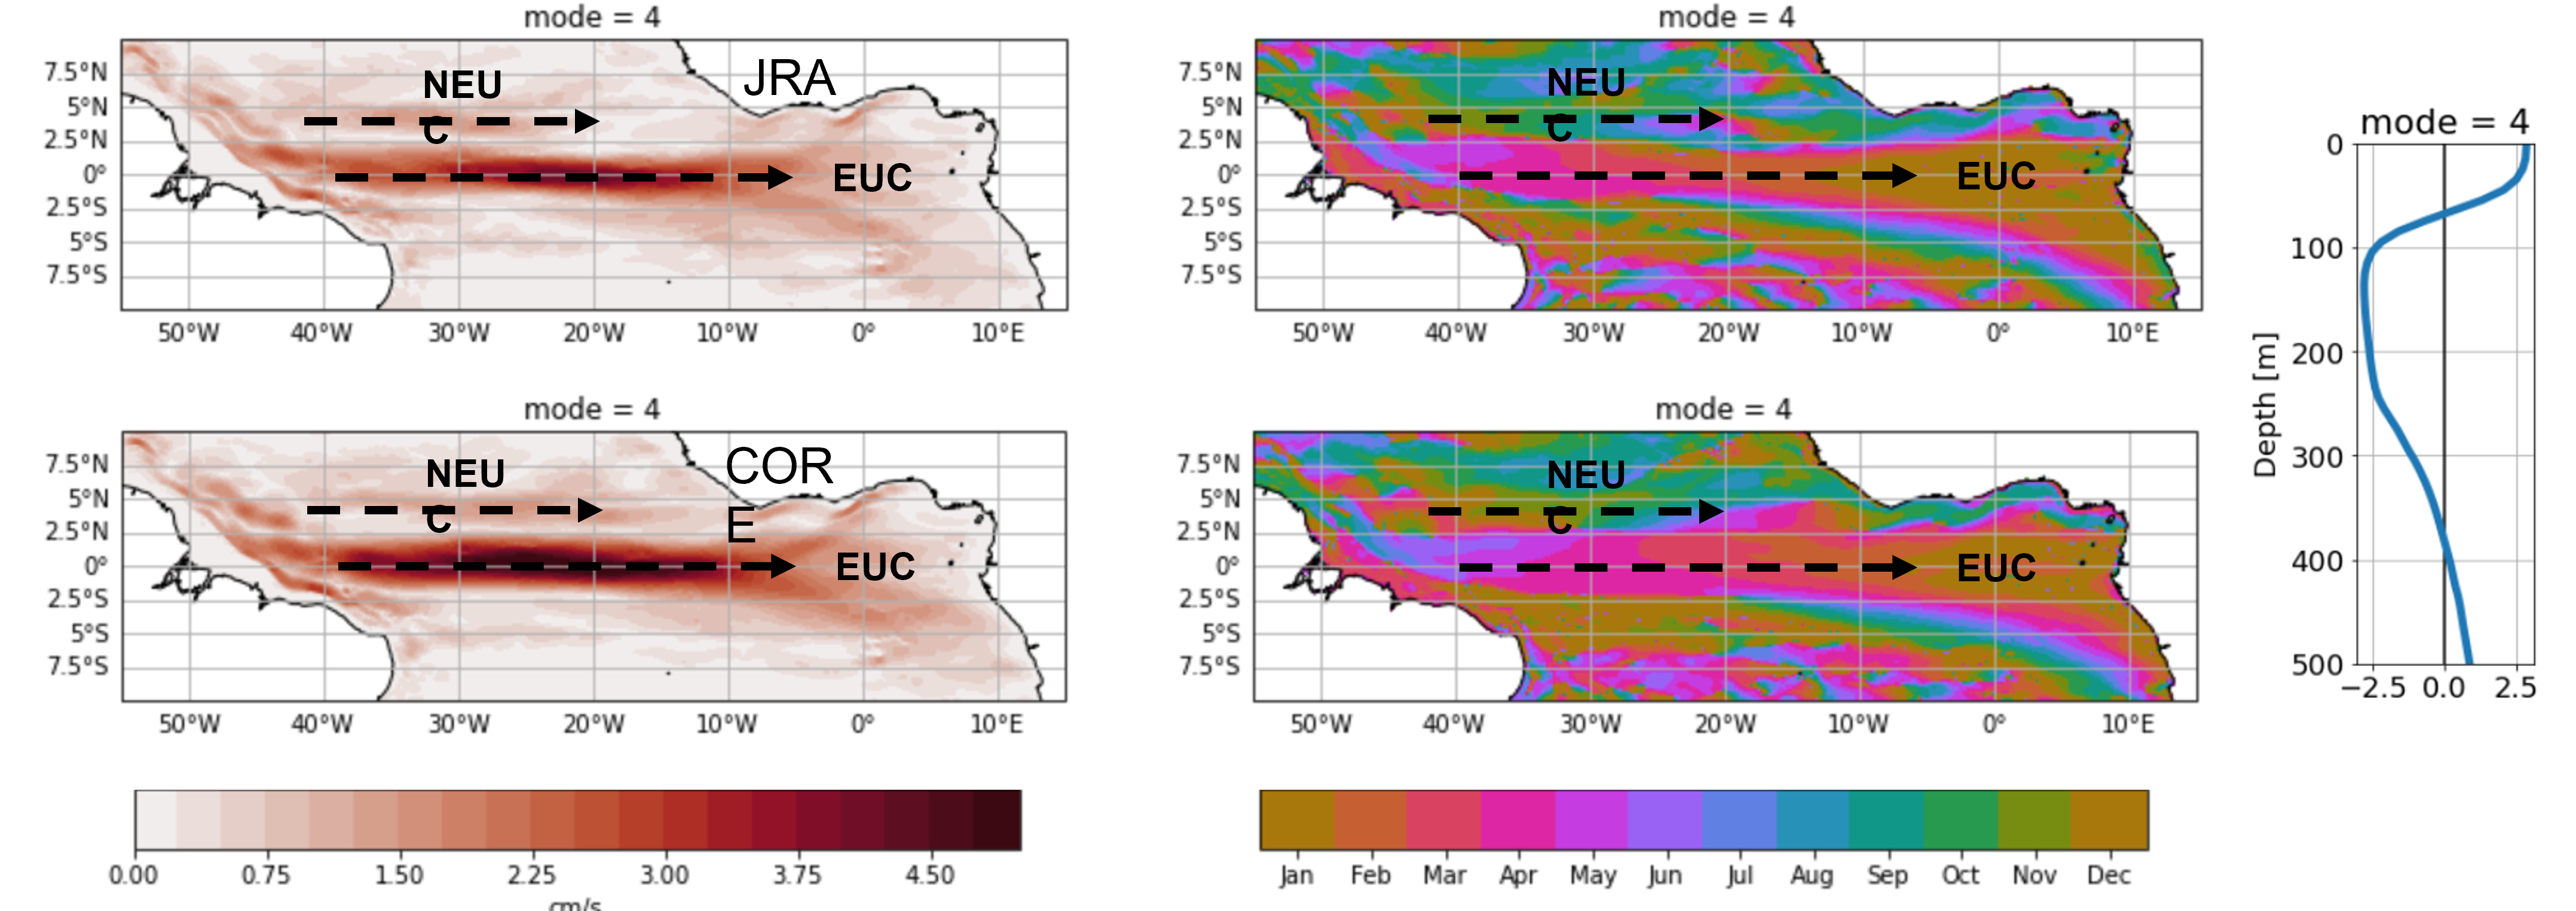 mode = 4
JRA
NEU
C
EUC
7.5°N
5°N
2.5°N
0°
2.5°S
5°S
7.5°S
50°W 40°W 30°W 20°W 10°W 0° 10°E
mode = 4
NEU
C
EUC
7.5°N
5°N
2.5°N
0°
2.5°S
5°S
7.5°S
50°W 40°W 30°W 20°W 10°W 0° 10°E
mode = 4
0
100
200
300
400
500
Depth [m]
−2.5 0.0 2.5
mode = 4
COR
E
NEU
C
EUC
7.5°N
5°N
2.5°N
0°
2.5°S
5°S
7.5°S
50°W 40°W 30°W 20°W 10°W 0° 10°E
mode = 4
NEU
C
EUC
7.5°N
5°N
2.5°N
0°
2.5°S
5°S
7.5°S
50°W 40°W 30°W 20°W 10°W 0° 10°E
0.00 0.75 1.50 2.25 3.00 3.75 4.50
cm/s
Jan Feb Mar Apr May Jun Jul Aug Sep Oct Nov Dec